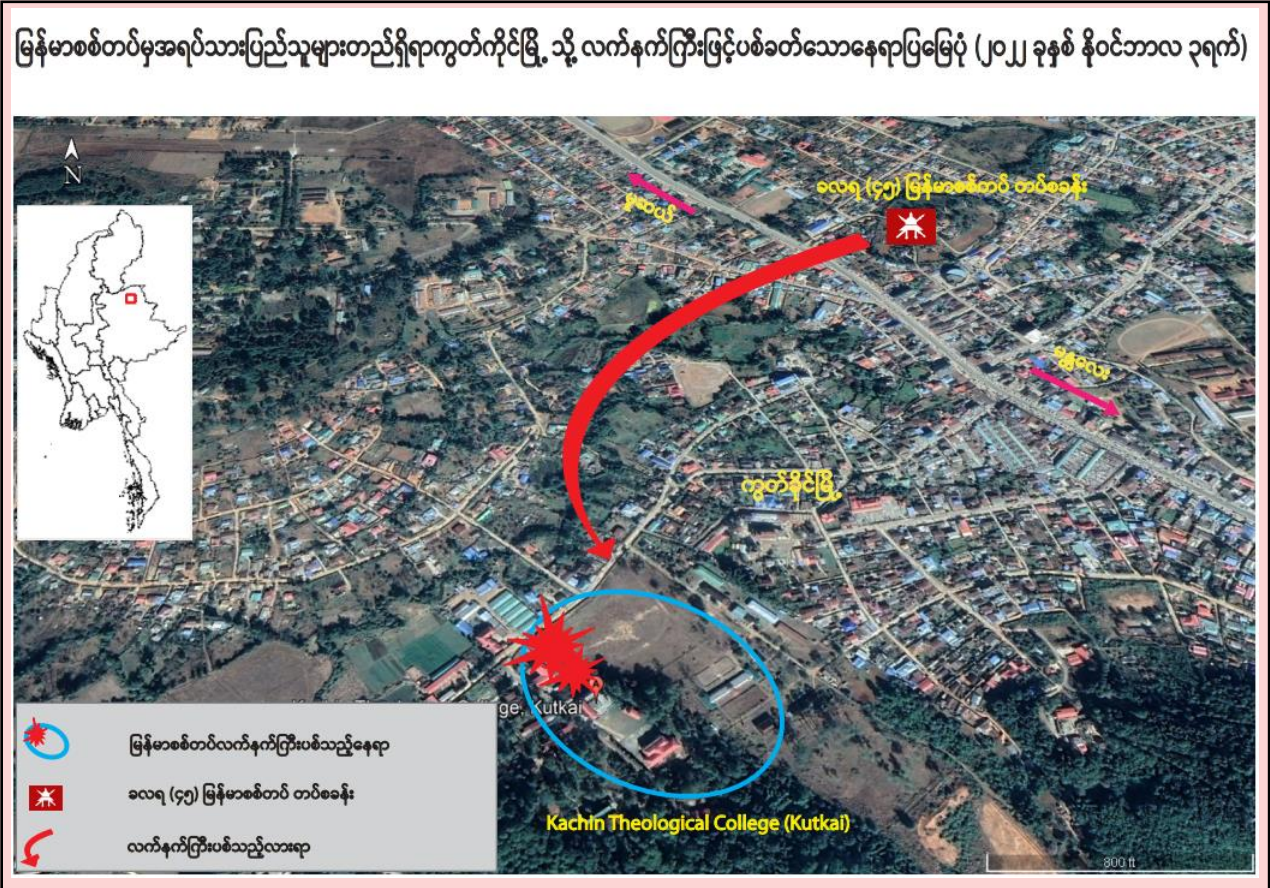 မြန်မာစစ်တပ်မှအရပ်သားပြည်သူများတည်ရှိရာကွတ်ကိုင်မြို့ သို့ လက်နက်ကြီးဖြင့်ပစ်ခတ်သောနေရာပြမြေပုံ (၂၀၂၂ ခုနှစ် နိုဝင်ဘာလ ၃ရက်)
N
မူဆယ်
ခလရ (၄၅) မြန်မာစစ်တပ် တပ်စခန်း
မန္တလေး
ကွတ်ခိုင်မြို့
ge, Kutkai
မြန်မာစစ်တပ်လက်နက်ကြီးပစ်သည့်နေရာ
ခလရ (၄၅) မြန်မာစစ်တပ် တပ်စခန်း
လက်နက်ကြီးပစ်သည့်လားရာ
Kachin Theological College (Kutkai)
800 ft